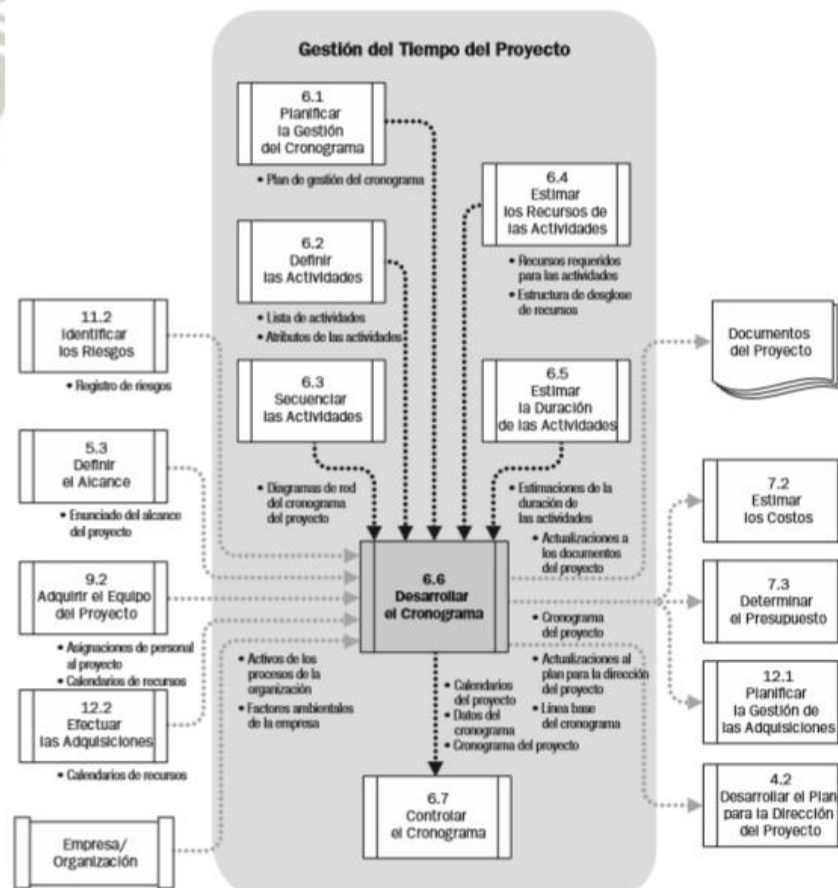 Gestión del Tiempo del Proyecto
6.1
Planificar
la Gestión
del Cronograma
• Plan de gestión del cronograma
6.4
Estimar
los Recursos de
las Actividades
• Recursos requeridos
para las actividades
• Estructura de desglose
de recursos
6.2
Definir
las Actividades
• Lista de actividades
• Atributos de las actividades
11.2
Identificar
los Riesgos
• Registro de riesgos
Documentos
del Proyecto
6.3
Secuenciar
las Actividades
• Diagramas de red
del cronograma
del proyecto
6.5
Estimar
la Duración
de las Actividades
• Estimaciones de la
duración de
las actividades
5.3
Definir
el Alcance
• Enunciado del alcance
del proyecto
7.2
Estimar
los Costos
• Actualizaciones a
los documentos
del proyecto
6.6
Desarrollar
el Cronograma
9.2
Adquirir el Equipo
del Proyecto
• Asignaciones de personal
al proyecto
• Calendarios de recursos
7.3
Determinar
el Presupuesto
• Cronograma
del proyecto
• Actualizaciones al
plan para la dirección
del proyecto
• Línea base
del cronograma
• Activos de los
procesos de la
organización
• Factores ambientales
de la empresa
• Calendarios
del proyecto
• Datos del
cronograma
• Cronograma del proyecto
12.2
Efectuar
las Adquisiciones
• Calendarios de recursos
12.1
Planificar
la Gestión de
las Adquisiciones
6.7
Controlar
el Cronograma
4.2
Desarrollar el Plan
para la Dirección
del Proyecto
Empresa/
Organización